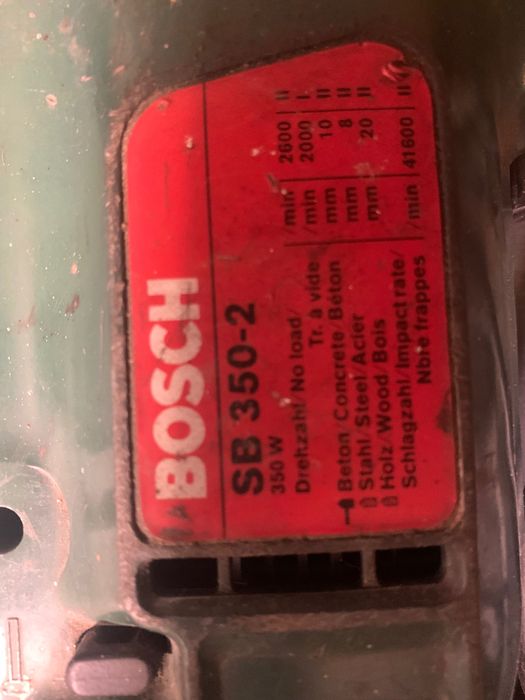 BOSCH
SB 350-2
350 W
Drehzahl/No load/ /min 2600 II
Tr. à vide /min 2000 I
Beton/Concrete/Béton mm 10 II
Stahl/Steel/Acier mm 8 II
Holz/Wood/Bois mm 20 II
Schlagzahl/Impact rate/ /min 41600 II
Nbre frappes